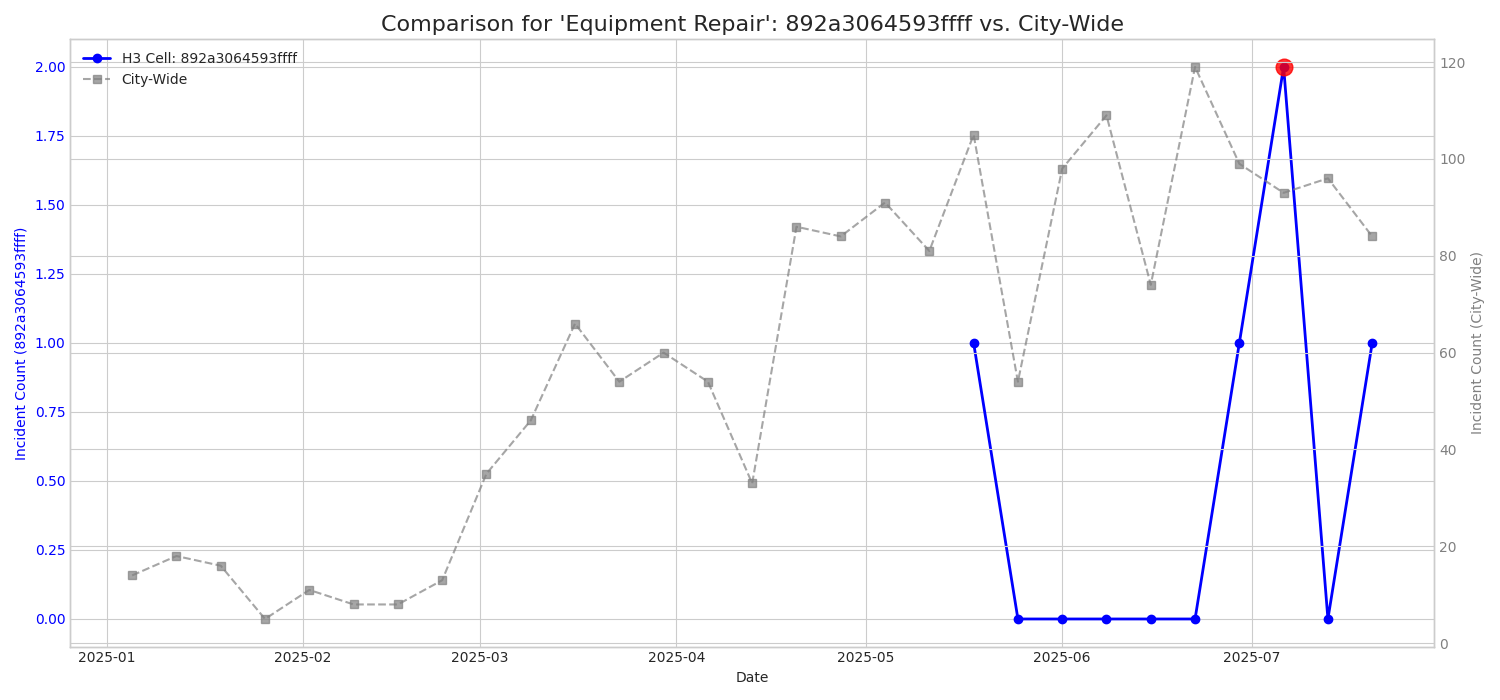 Comparison for 'Equipment Repair': 892a3064593ffff vs. City-Wide
H3 Cell: 892a3064593ffff
City-Wide
Incident Count (892a3064593ffff)
2.00
1.75
1.50
1.25
1.00
0.75
0.50
0.25
0.00
120
100
80
60
40
20
0
Incident Count (City-Wide)
2025-01 2025-02 2025-03 2025-04 2025-05 2025-06 2025-07
Date